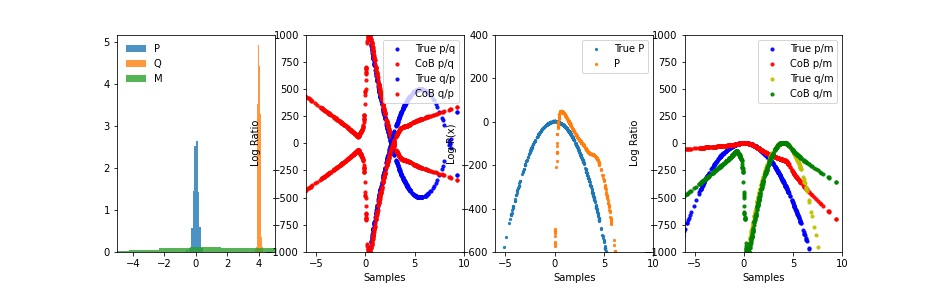 P
Q
M
5
4
3
2
1
0
−4
−2
0
2
4
Log Ratio
1000
750
500
250
0
−250
−500
−750
1000
True p/q
CoB p/q
True q/p
CoB q/p
−5
0
5
10
Samples
400
200
0
−200
−400
−600
True P
P
−5
0
5
10
Samples
Log Ratio
1000
750
500
250
0
−250
−500
−750
1000
True p/m
CoB p/m
True q/m
CoB q/m
−5
0
5
10
Samples